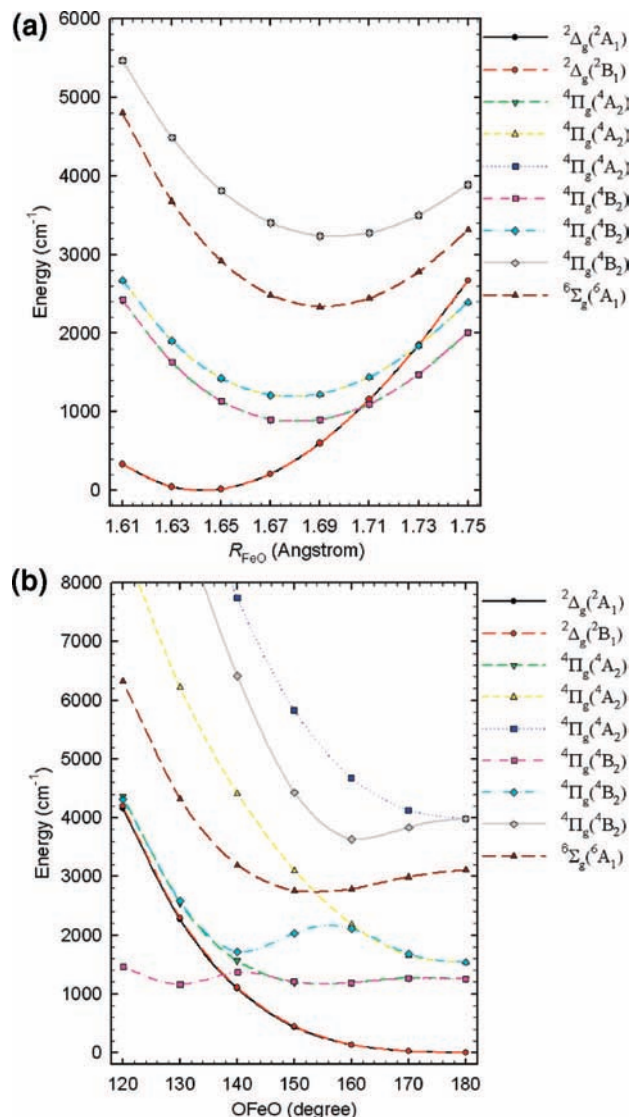 (a)
6000
5000
4000
3000
2000
1000
0
Energy (cm⁻¹)
1.61 1.63 1.65 1.67 1.69 1.71 1.73 1.75
R_FeO (Angstrom)
²Δg(²A₁)
²Δg(²B₁)
⁴Πg(⁴A₂)
⁴Πg(⁴A₂)
⁴Πg(⁴A₂)
⁴Πg(⁴B₂)
⁴Πg(⁴B₂)
⁴Πg(⁴B₂)
⁶Σg(⁶A₁)
(b)
8000
7000
6000
5000
4000
3000
2000
1000
0
Energy (cm⁻¹)
120 130 140 150 160 170 180
OFeO (degree)
²Δg(²A₁)
²Δg(²B₁)
⁴Πg(⁴A₂)
⁴Πg(⁴A₂)
⁴Πg(⁴A₂)
⁴Πg(⁴B₂)
⁴Πg(⁴B₂)
⁴Πg(⁴B₂)
⁶Σg(⁶A₁)